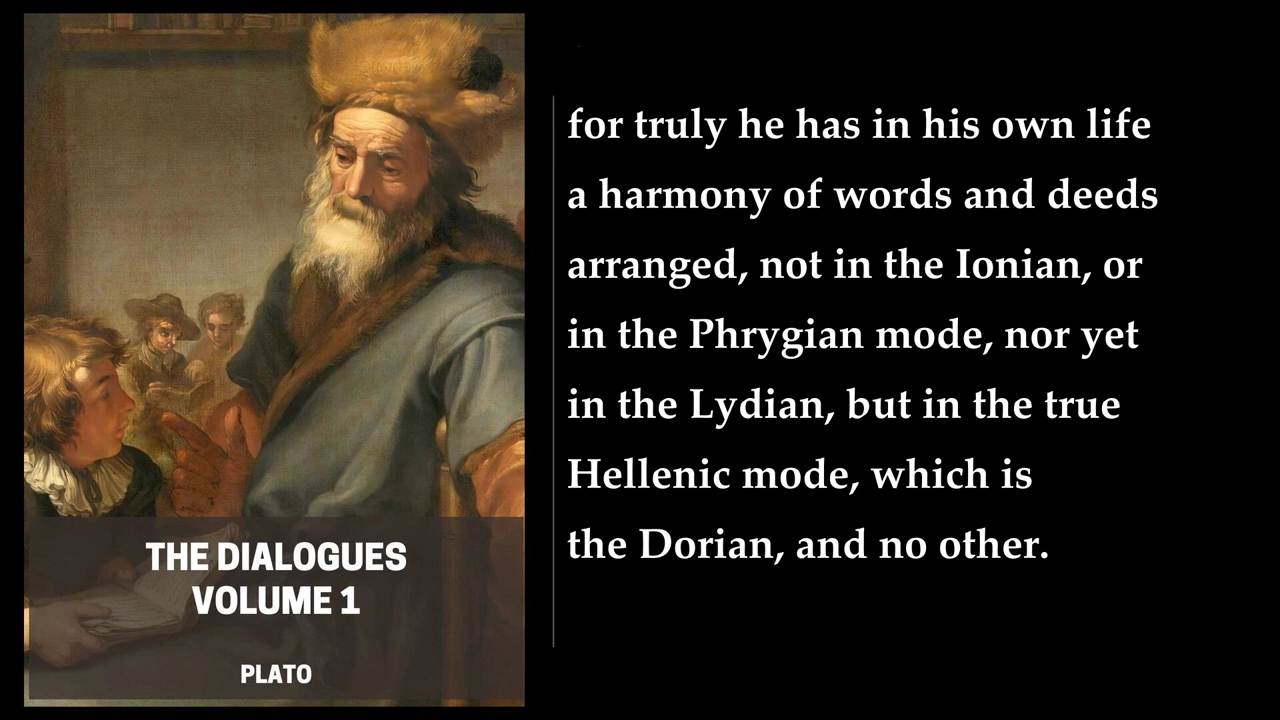 for truly he has in his own life
a harmony of words and deeds
arranged, not in the Ionian, or
in the Phrygian mode, nor yet
in the Lydian, but in the true
Hellenic mode, which is
the Dorian, and no other.
THE DIALOGUES
VOLUME 1
PLATO